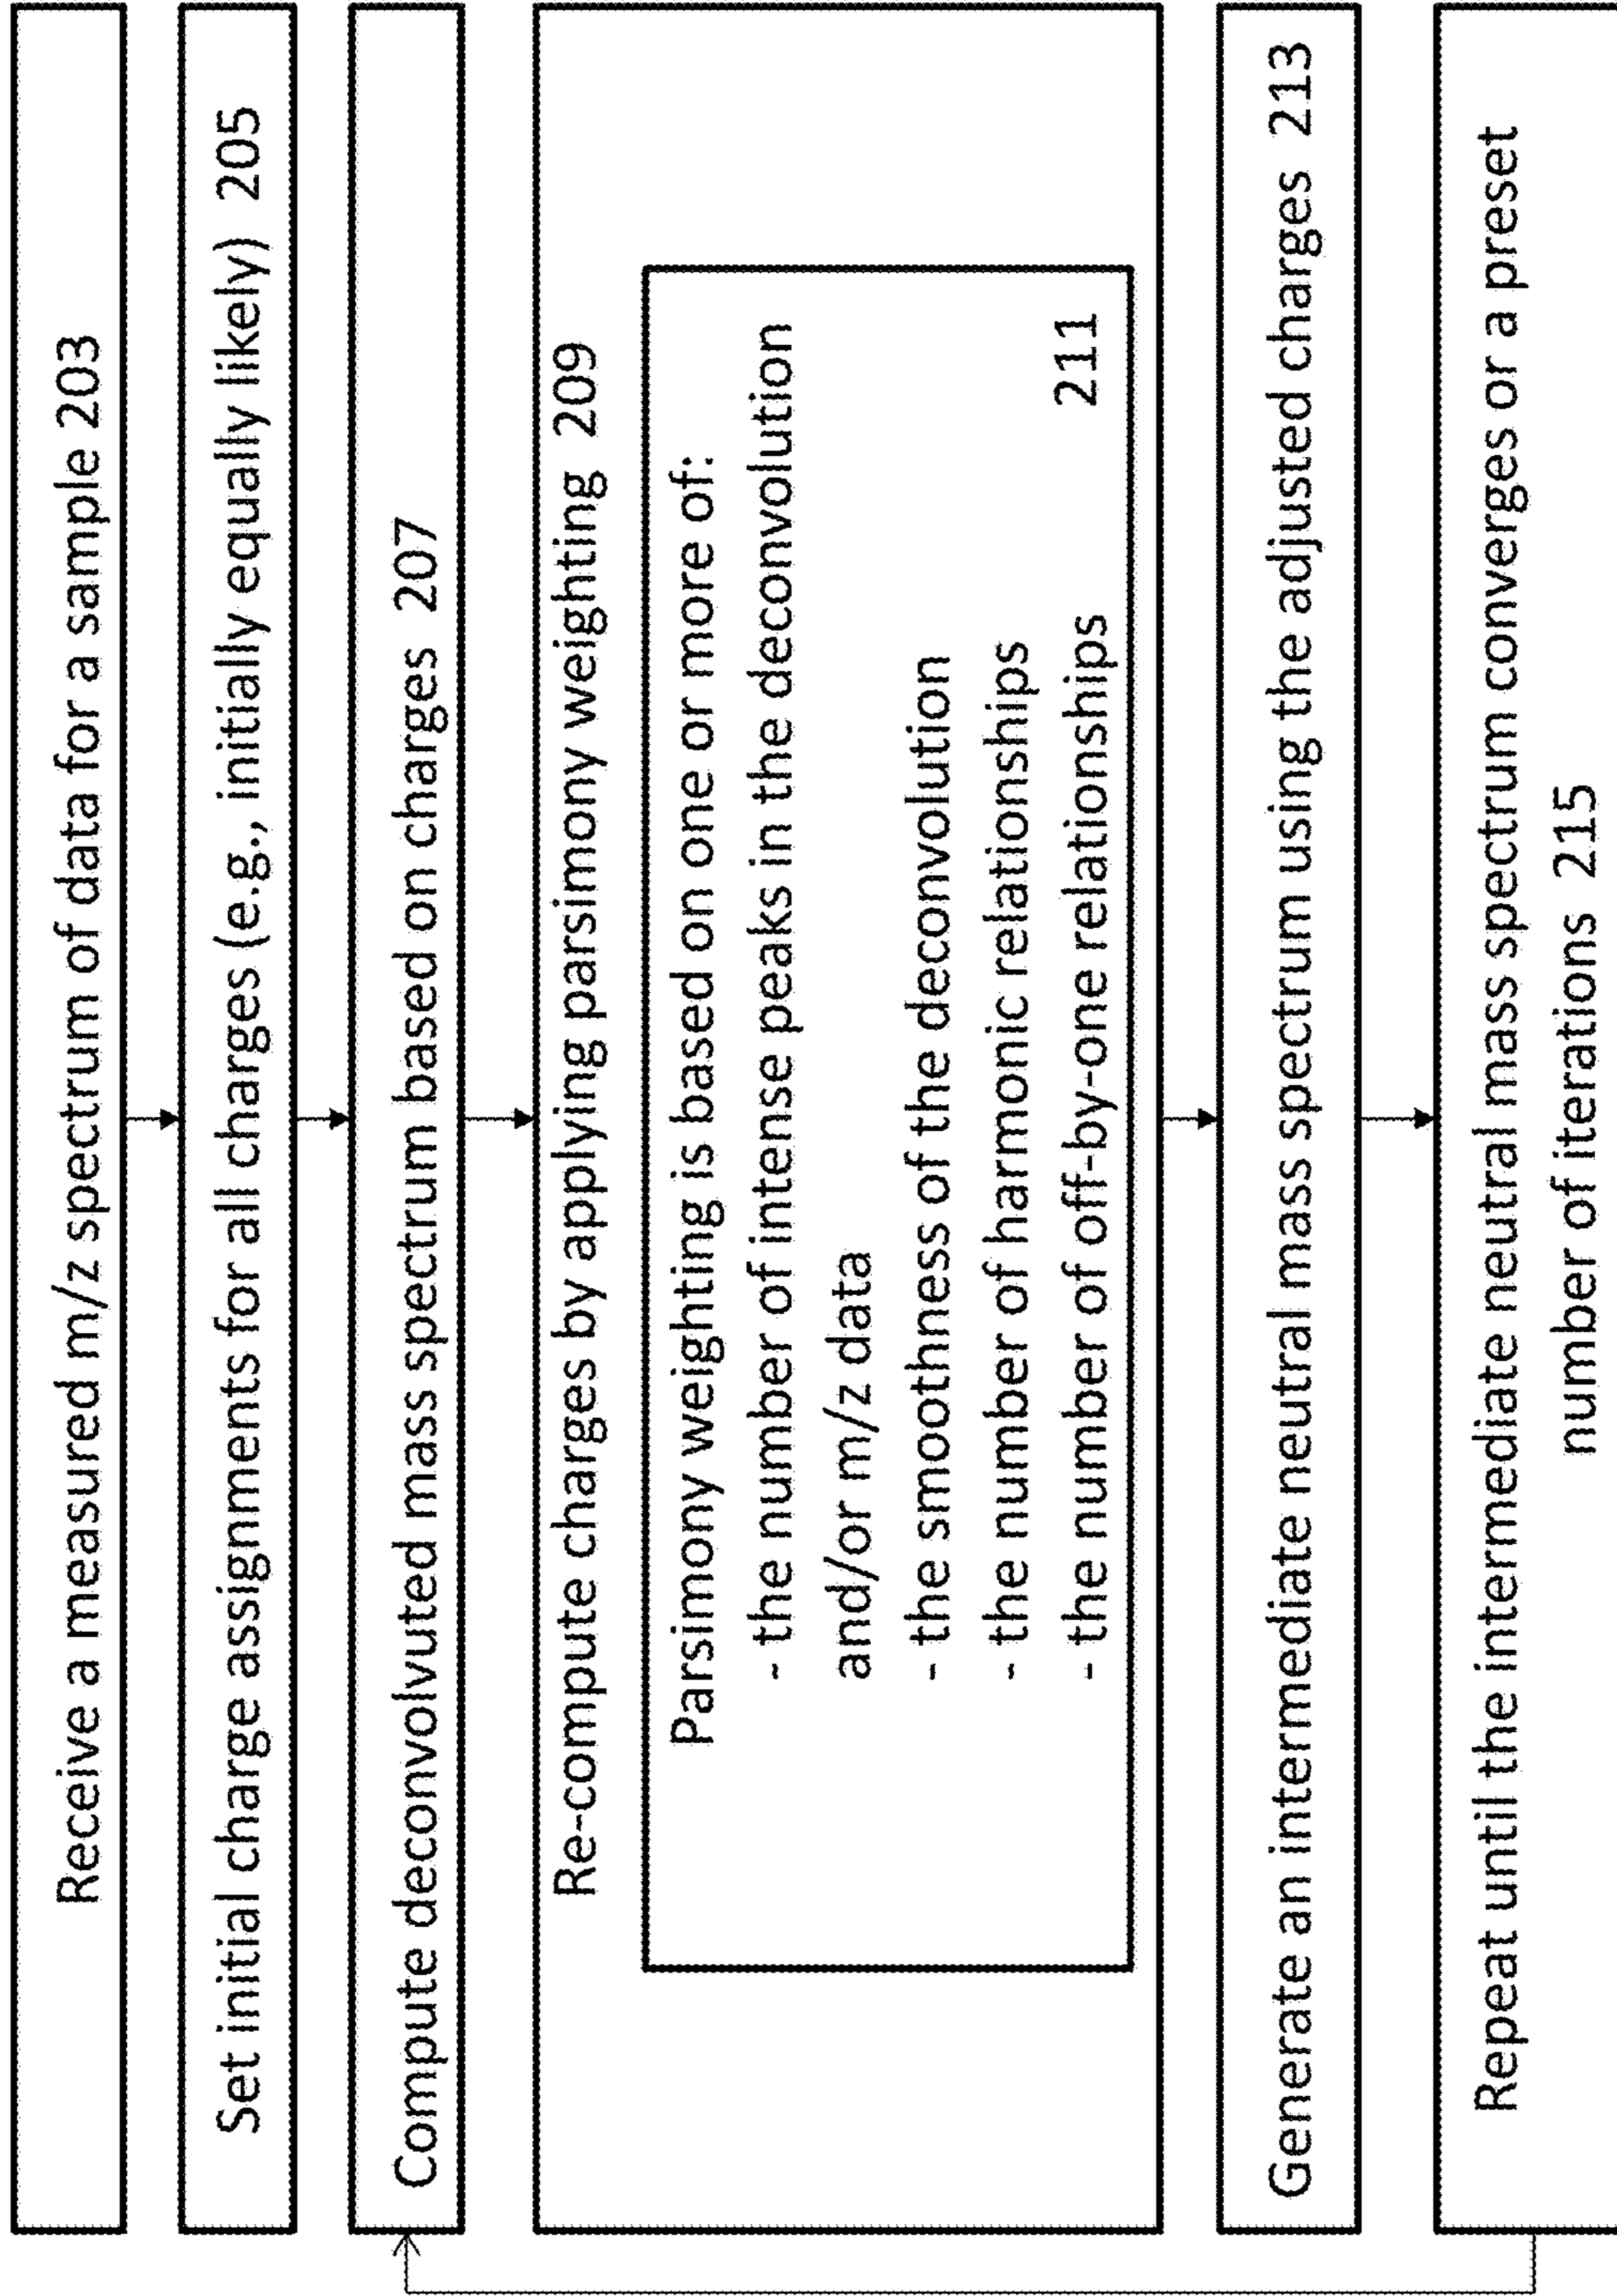 Receive a measured m/z spectrum of data for a sample 203
Set initial charge assignments for all charges (e.g., initially equally likely) 205
Compute deconvolvuted mass spectrum based on charges 207
Re-compute charges by applying parsimony weighting 209
Parsimony weighting is based on one or more of:
- the number of intense peaks in the deconvolution
and/or m/z data
- the smoothness of the deconvolution
- the number of harmonic relationships
- the number of off-by-one relationships
211
Generate an intermediate neutral mass spectrum using the adjusted charges 213
Repeat until the intermediate neutral mass spectrum converges or a preset
number of iterations 215